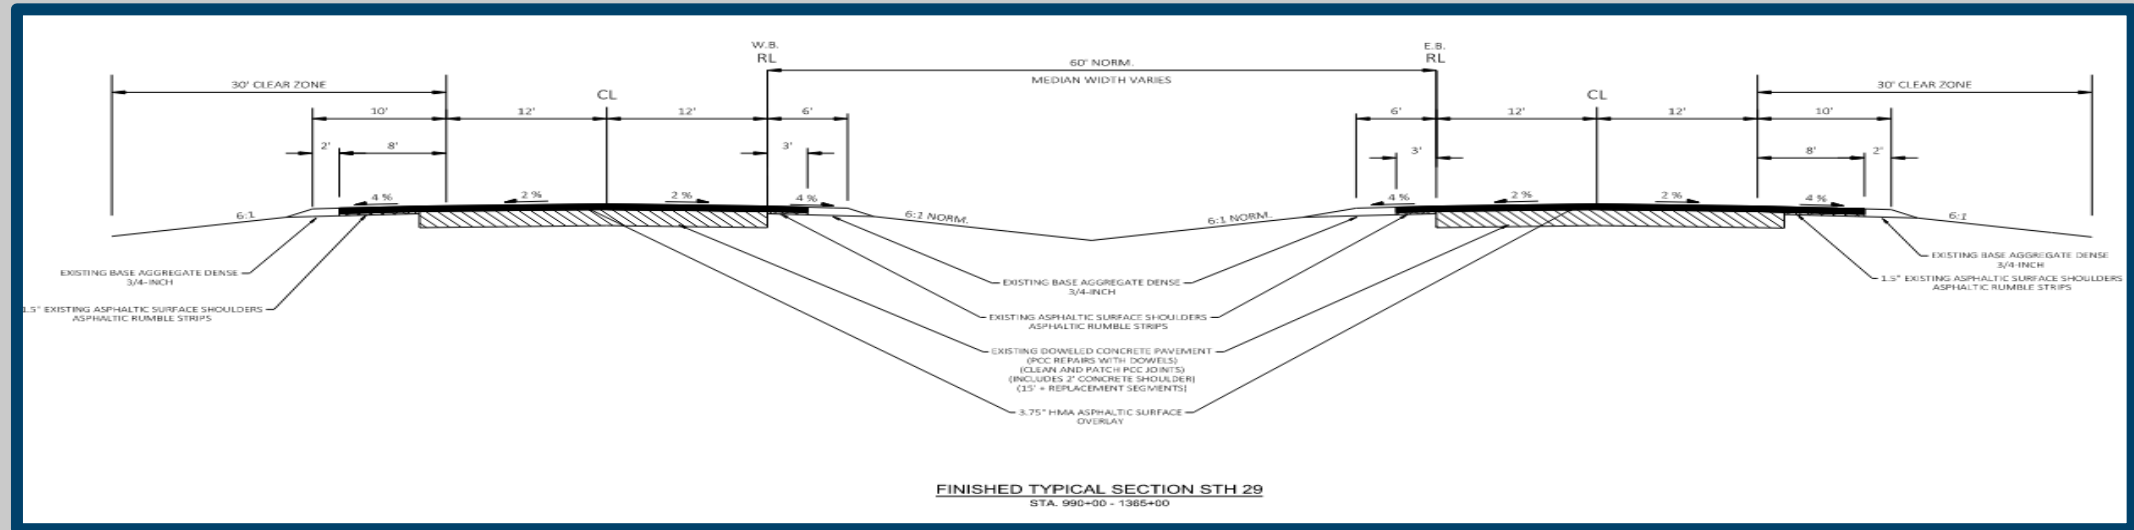 W.B.
RL
E.B.
RL
60' NORM.
MEDIAN WIDTH VARIES
30' CLEAR ZONE
30' CLEAR ZONE
CL
CL
10'
12'
12'
6'
6'
12'
12'
10'
2'
8'
3'
3'
8'
2'
4 %
2 %
2 %
4 %
4 %
2 %
2 %
4 %
6:1
6:1 NORM.
6:1 NORM.
6:1
EXISTING BASE AGGREGATE DENSE
3/4-INCH
1.5" EXISTING ASPHALTIC SURFACE SHOULDERS
ASPHALTIC RUMBLE STRIPS
EXISTING BASE AGGREGATE DENSE
3/4-INCH
EXISTING ASPHALTIC SURFACE SHOULDERS
ASPHALTIC RUMBLE STRIPS
EXISTING DOWELED CONCRETE PAVEMENT
(PCC REPAIRS WITH DOWELS)
(CLEAN AND PATCH PCC JOINTS)
(INCLUDES 2' CONCRETE SHOULDER)
(15' + REPLACEMENT SEGMENTS)
3.75" HMA ASPHALTIC SURFACE
OVERLAY
EXISTING BASE AGGREGATE DENSE
3/4-INCH
1.5" EXISTING ASPHALTIC SURFACE SHOULDERS
ASPHALTIC RUMBLE STRIPS
FINISHED TYPICAL SECTION STH 29
STA. 990+00 - 1365+00